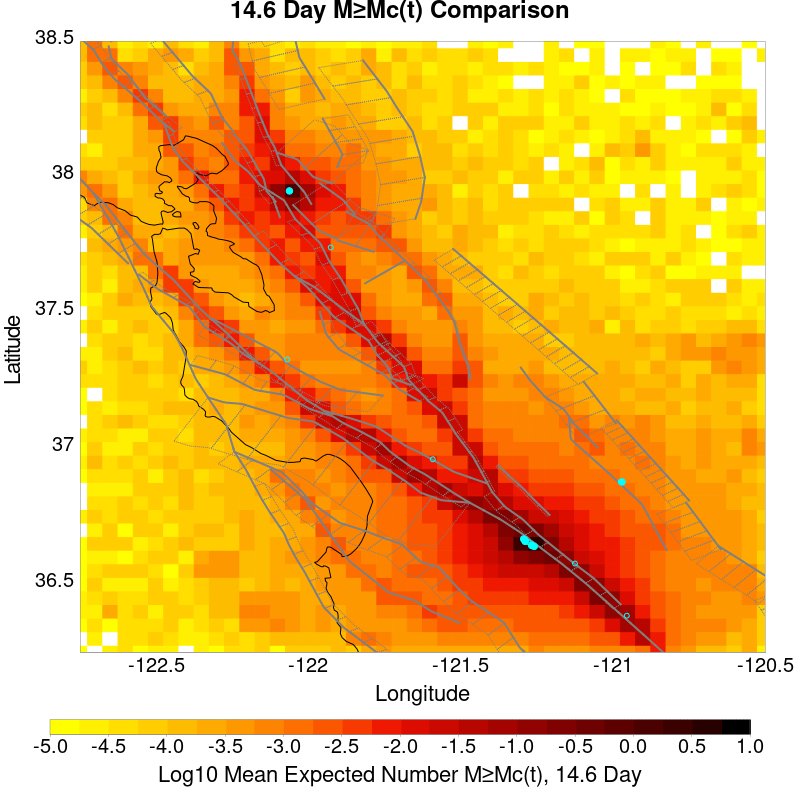 14.6 Day M≥Mc(t) Comparison
38.5
38
37.5
37
36.5
Latitude
-122.5 -122 -121.5 -121 -120.5
Longitude
-5.0 -4.5 -4.0 -3.5 -3.0 -2.5 -2.0 -1.5 -1.0 -0.5 0.0 0.5 1.0
Log10 Mean Expected Number M≥Mc(t), 14.6 Day